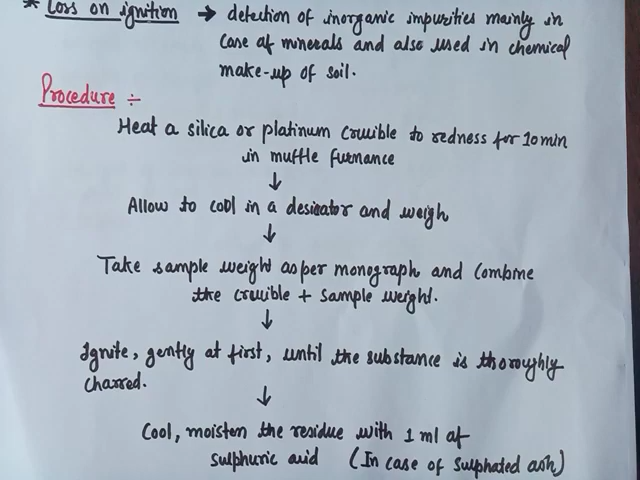 * Loss on ignition → detection of inorganic impurities mainly in
case of minerals and also used in chemical
make-up of soil.
Procedure ÷
Heat a silica or platinum crucible to redness for 10 min
in muffle furnance
↓
Allow to cool in a desicator and weigh
↓
Take sample weight as per monograph and combine
the crucible + sample weight.
↓
Ignite, gently at first, until the substance is thoroughly
charred.
↓
Cool, moisten the residue with 1 ml of
sulphuric acid (In case of sulphated ash)